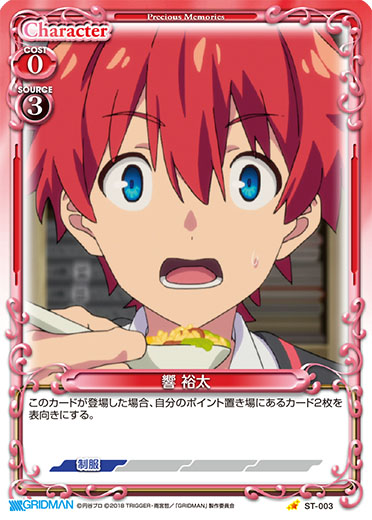 Precious Memories
Character
COST
0
SOURCE
3
響 裕太
このカードが登場した場合、自分のポイント置き場にあるカード2枚を
表向きにする。
制服
GRIDMAN ©円谷プロ ©2018 TRIGGER・雨宮哲/「GRIDMAN」製作委員会 ST-003